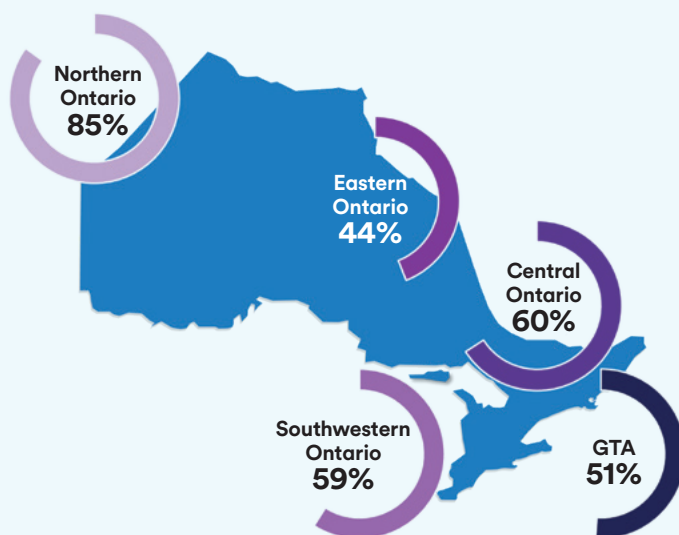 Northern
Ontario
85%
Eastern
Ontario
44%
Central
Ontario
60%
Southwestern
Ontario
59%
GTA
51%